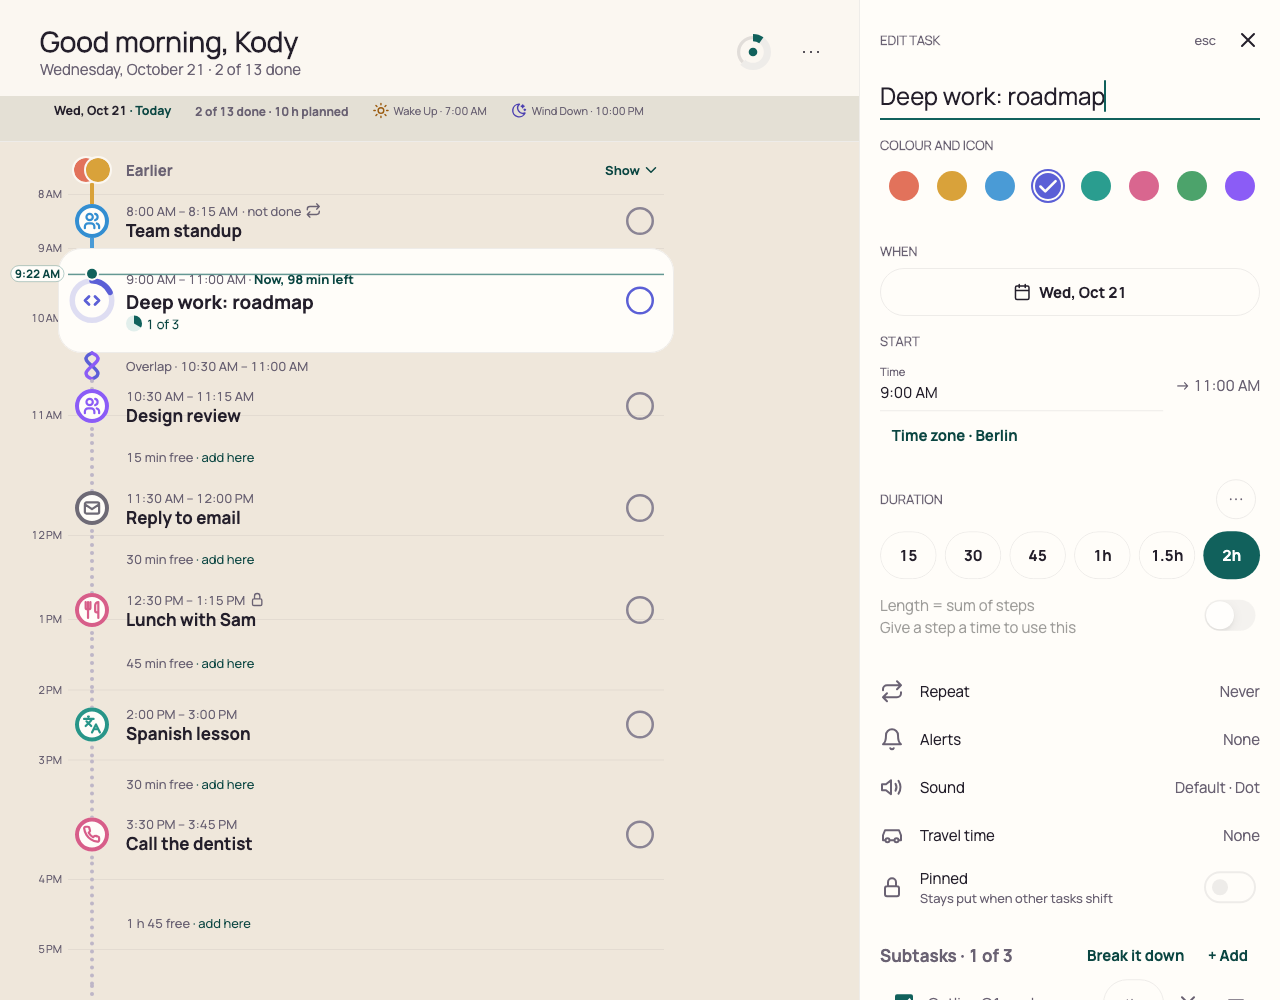 Good morning, Kody
Wednesday, October 21 · 2 of 13 done
Wed, Oct 21 · Today
2 of 13 done · 10 h planned
Wake Up · 7:00 AM
Wind Down · 10:00 PM
Earlier
Show
8 AM
8:00 AM – 8:15 AM · not done
Team standup
9 AM
9:22 AM
9:00 AM – 11:00 AM · Now, 98 min left
Deep work: roadmap
10 AM
1 of 3
Overlap · 10:30 AM – 11:00 AM
10:30 AM – 11:15 AM
11 AM
Design review
15 min free · add here
11:30 AM – 12:00 PM
Reply to email
12 PM
30 min free · add here
12:30 PM – 1:15 PM
1 PM
Lunch with Sam
45 min free · add here
2 PM
2:00 PM – 3:00 PM
Spanish lesson
3 PM
30 min free · add here
3:30 PM – 3:45 PM
Call the dentist
4 PM
1 h 45 free · add here
5 PM
EDIT TASK
esc
Deep work: roadmap
COLOUR AND ICON
WHEN
Wed, Oct 21
START
Time
9:00 AM
→ 11:00 AM
Time zone · Berlin
DURATION
15
30
45
1h
1.5h
2h
Length = sum of steps
Give a step a time to use this
Repeat
Never
Alerts
None
Sound
Default · Dot
Travel time
None
Pinned
Stays put when other tasks shift
Subtasks · 1 of 3
Break it down
+ Add